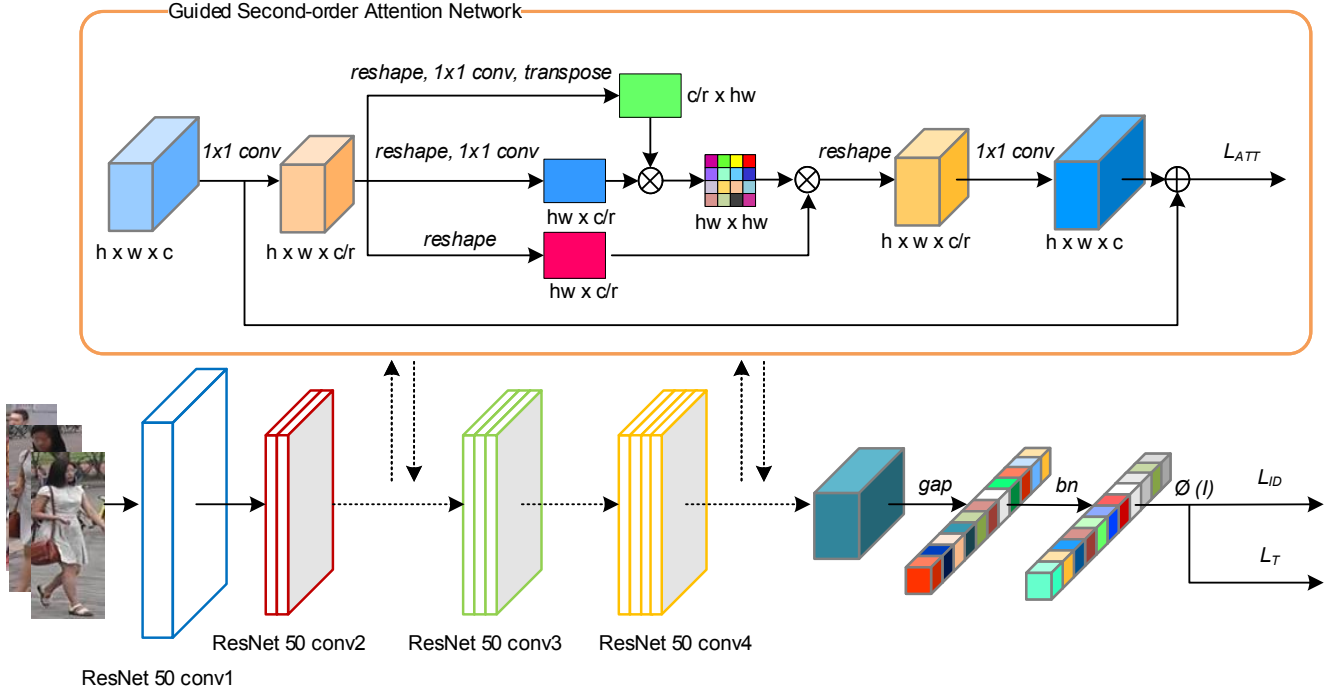 Guided Second-order Attention Network
reshape, 1x1 conv, transpose
c/r x hw
1x1 conv
reshape, 1x1 conv
reshape
1x1 conv
L_ATT
hw x c/r
hw x hw
h x w x c
h x w x c/r
reshape
h x w x c/r
h x w x c
hw x c/r
gap
bn
Ø (I)
L_ID
L_T
ResNet 50 conv2
ResNet 50 conv3
ResNet 50 conv4
ResNet 50 conv1